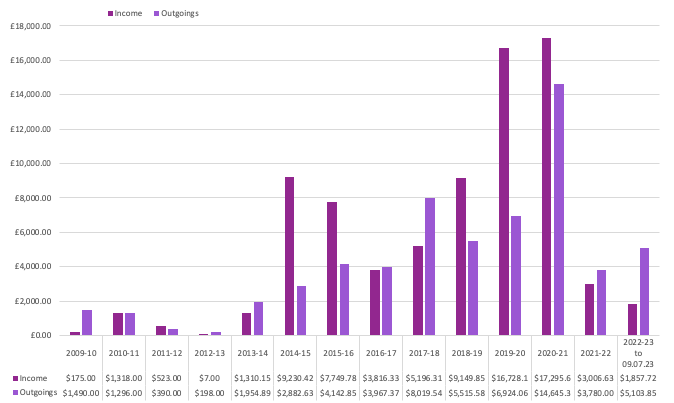 Income Outgoings
£18,000.00
£16,000.00
£14,000.00
£12,000.00
£10,000.00
£8,000.00
£6,000.00
£4,000.00
£2,000.00
£0.00
2009-10 2010-11 2011-12 2012-13 2013-14 2014-15 2015-16 2016-17 2017-18 2018-19 2019-20 2020-21 2021-22 2022-23
to
09.07.23
Income $175.00 $1,318.00 $523.00 $7.00 $1,310.15 $9,230.42 $7,749.78 $3,816.33 $5,196.31 $9,149.85 $16,728.1 $17,295.6 $3,006.63 $1,857.72
Outgoings $1,490.00 $1,296.00 $390.00 $198.00 $1,954.89 $2,882.63 $4,142.85 $3,967.37 $8,019.54 $5,515.58 $6,924.06 $14,645.3 $3,780.00 $5,103.85